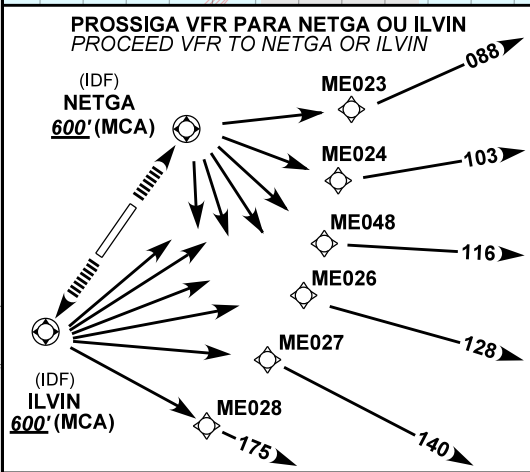 PROSSIGA VFR PARA NETGA OU ILVIN
PROCEED VFR TO NETGA OR ILVIN
(IDF)
NETGA
600' (MCA)
ME023
088
ME024
103
ME048
116
ME026
128
ME027
140
(IDF)
ILVIN
600' (MCA)
ME028
175